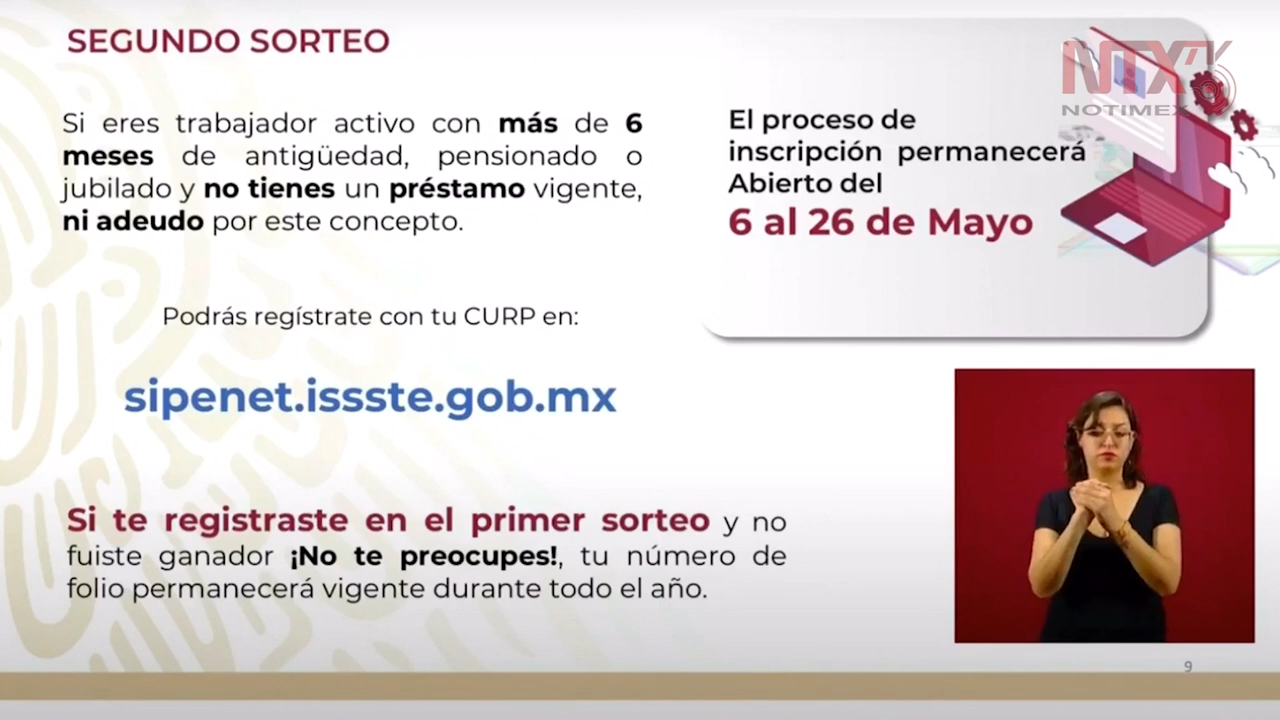 SEGUNDO SORTEO
Si eres trabajador activo con más de 6
meses de antigüedad, pensionado o
jubilado y no tienes un préstamo vigente,
ni adeudo por este concepto.
Podrás regístrate con tu CURP en:
sipenet.issste.gob.mx
Si te registraste en el primer sorteo y no
fuiste ganador ¡No te preocupes!, tu número de
folio permanecerá vigente durante todo el año.
El proceso de
inscripción permanecerá
Abierto del
6 al 26 de Mayo
NTXTV
NOTIMEX
9